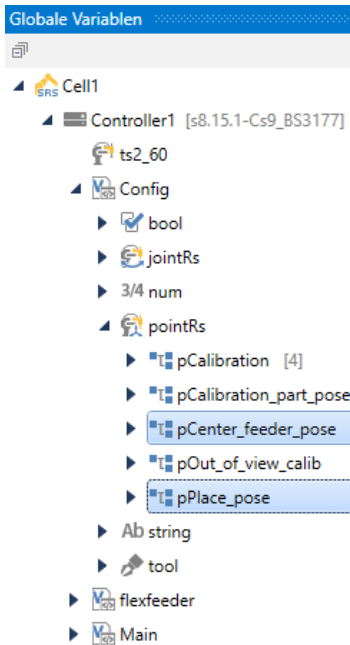 Globale Variablen
SRS Cell1
Controller1 [s8.15.1-Cs9_BS3177]
ts2_60
Config
bool
jointRs
3/4 num
pointRs
pCalibration [4]
pCalibration_part_pose
pCenter_feeder_pose
pOut_of_view_calib
pPlace_pose
Ab string
tool
flexfeeder
Main